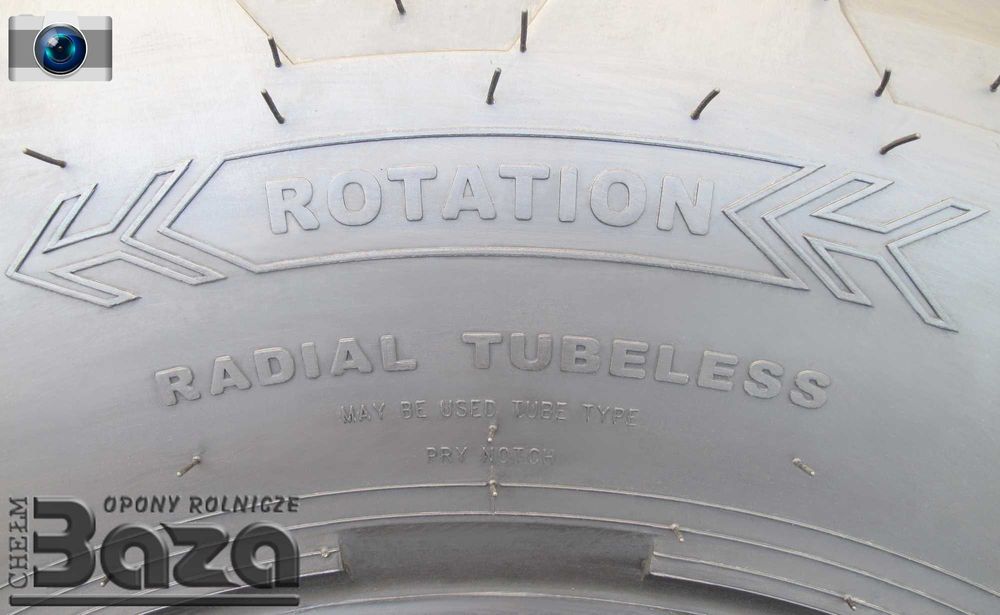 ROTATION
RADIAL TUBELESS
MAY BE USED TUBE TYPE
PRY NOTCH
OPONY ROLNICZE
CHEŁM
Baza